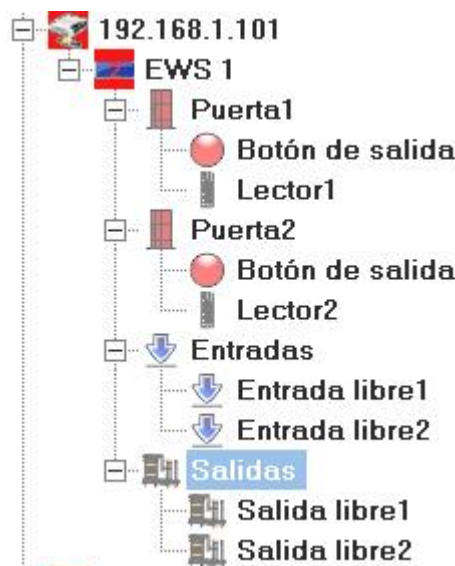 192.168.1.101
EWS 1
Puerta1
Botón de salida
Lector1
Puerta2
Botón de salida
Lector2
Entradas
Entrada libre1
Entrada libre2
Salidas
Salida libre1
Salida libre2